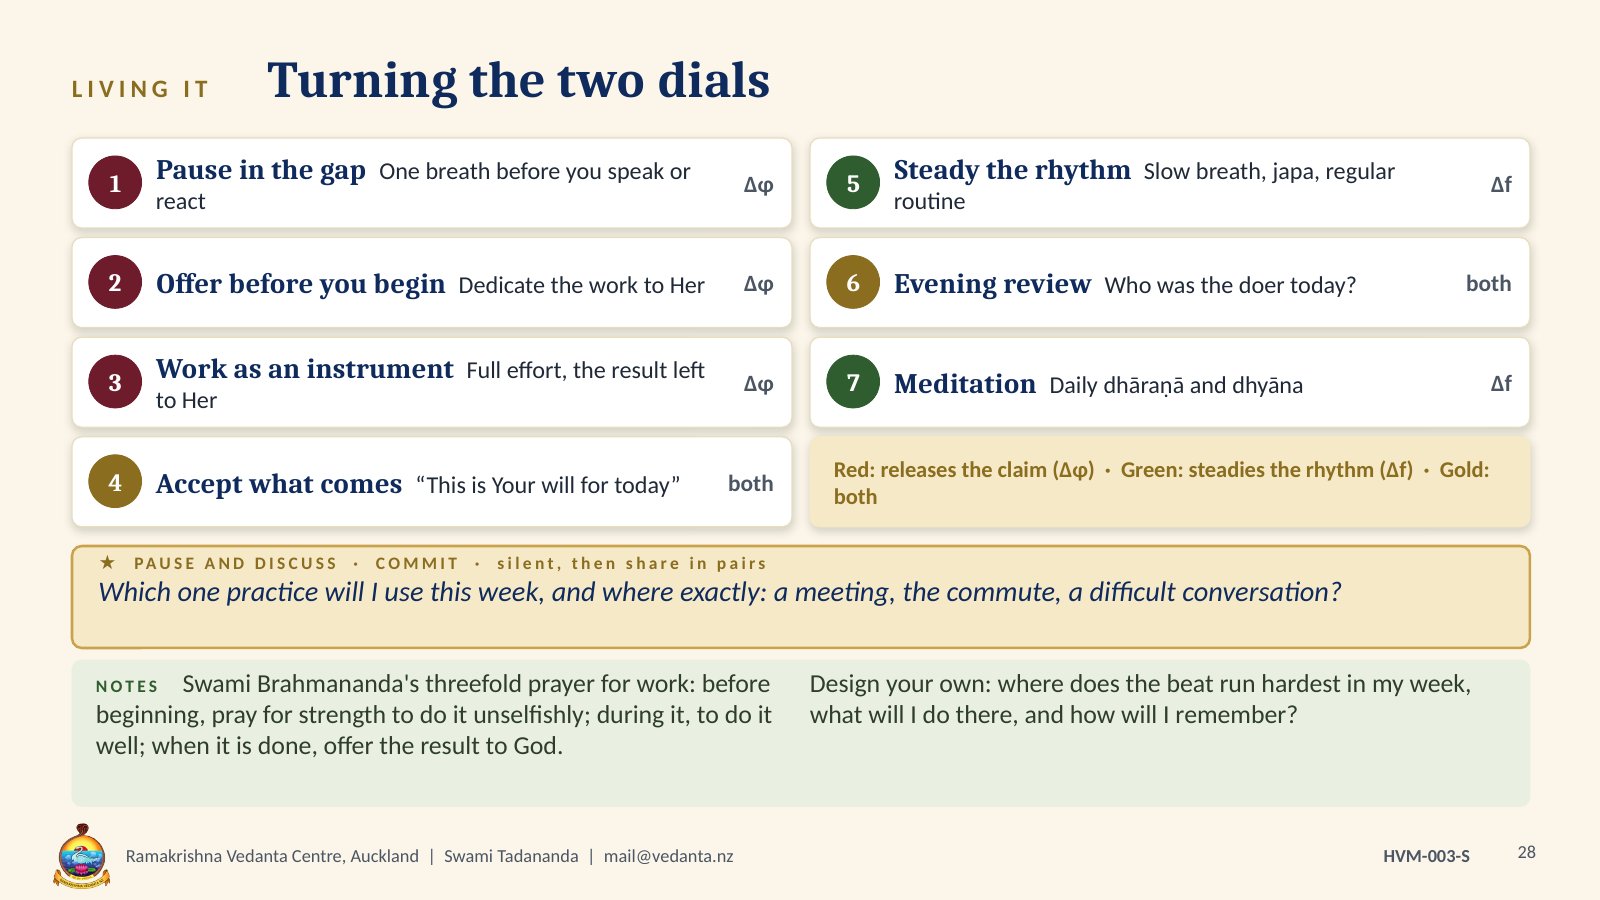 LIVING IT Turning the two dials
1 Pause in the gap One breath before you speak or
react
Δφ
2 Offer before you begin Dedicate the work to Her Δφ
3 Work as an instrument Full effort, the result left
to Her
Δφ
4 Accept what comes “This is Your will for today” both
5 Steady the rhythm Slow breath, japa, regular
routine
Δf
6 Evening review Who was the doer today? both
7 Meditation Daily dhāraṇā and dhyāna Δf
Red: releases the claim (Δφ) · Green: steadies the rhythm (Δf) · Gold:
both
★ PAUSE AND DISCUSS · COMMIT · silent, then share in pairs
Which one practice will I use this week, and where exactly: a meeting, the commute, a difficult conversation?
NOTES Swami Brahmananda's threefold prayer for work: before
beginning, pray for strength to do it unselfishly; during it, to do it
well; when it is done, offer the result to God.
Design your own: where does the beat run hardest in my week,
what will I do there, and how will I remember?
Ramakrishna Vedanta Centre, Auckland | Swami Tadananda | mail@vedanta.nz
HVM-003-S 28